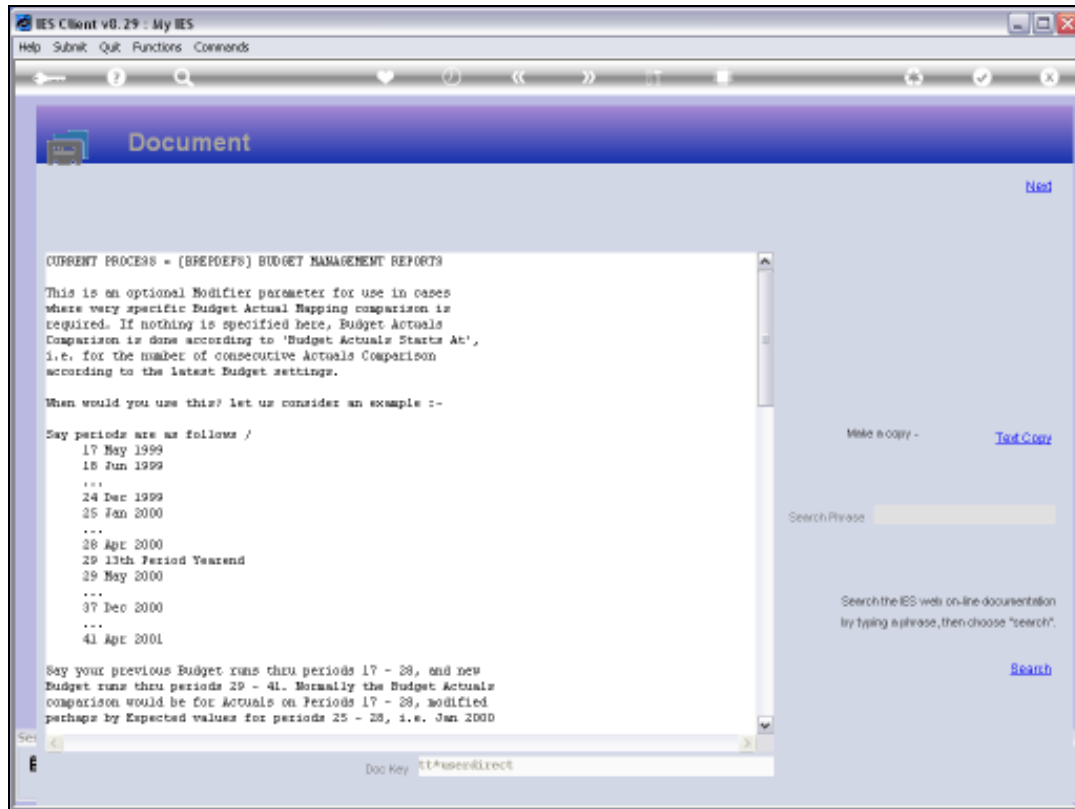 IES Client v8.29 : My IES
Help Submit Quit Functions Commands
Document
Next
CURRENT PROCESS = [BREPDEFS] BUDGET MANAGEMENT REPORTS
This is an optional Modifier parameter for use in cases
where very specific Budget Actual Mapping comparison is
required. If nothing is specified here, Budget Actuals
Comparison is done according to 'Budget Actuals Starts At',
i.e. for the number of consecutive Actuals Comparison
according to the latest Budget settings.
When would you use this? let us consider an example :-
Say periods are as follows /
17 May 1999
18 Jun 1999
...
24 Dec 1999
25 Jan 2000
...
28 Apr 2000
29 13th Period Yearend
29 May 2000
...
37 Dec 2000
...
41 Apr 2001
Say your previous Budget runs thru periods 17 - 28, and new
Budget runs thru periods 29 - 41. Normally the Budget Actuals
comparison would be for Actuals on Periods 17 - 28, modified
perhaps by Expected values for periods 25 - 28, i.e. Jan 2000
Make a copy -
Text Copy
Search Phrase
Search the IES web on-line documentation
by typing a phrase, then choose "search".
Search
Doc Key tt*userdirect